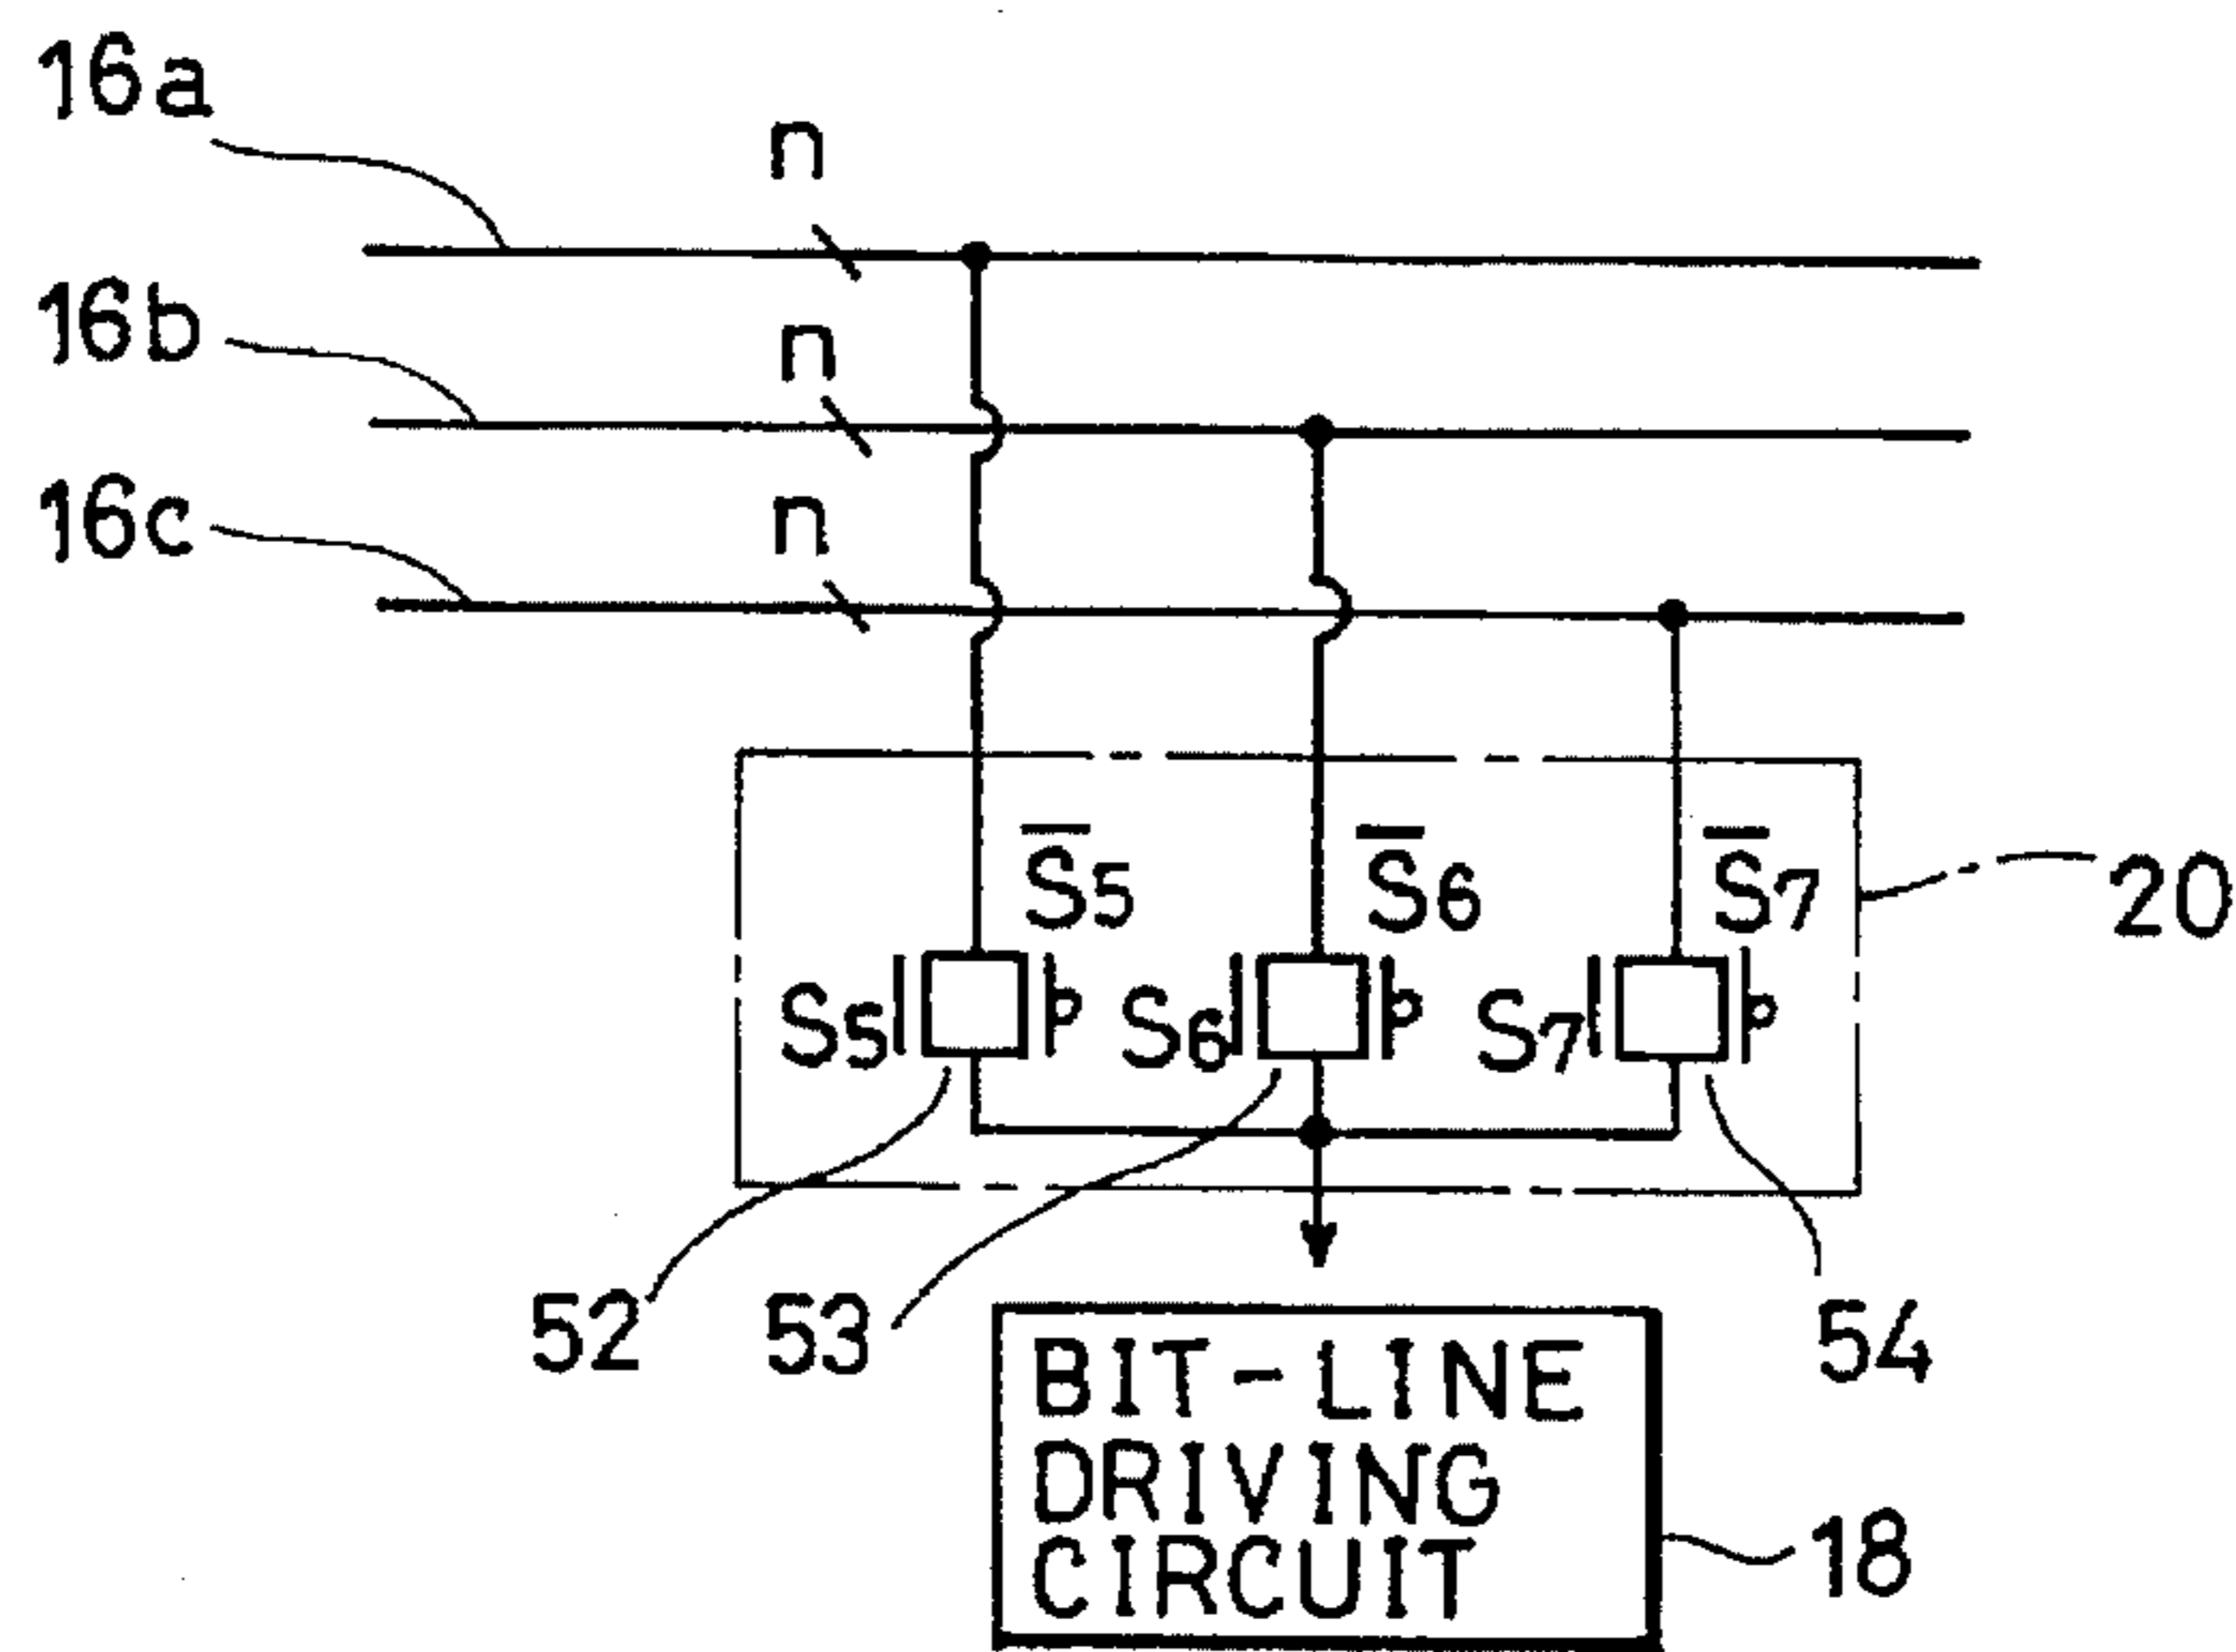 16a
n
16b
n
16c
n
S̅5
S̅6
S̅7
20
S5
S6
S7
52
53
54
BIT-LINE
DRIVING
CIRCUIT
18